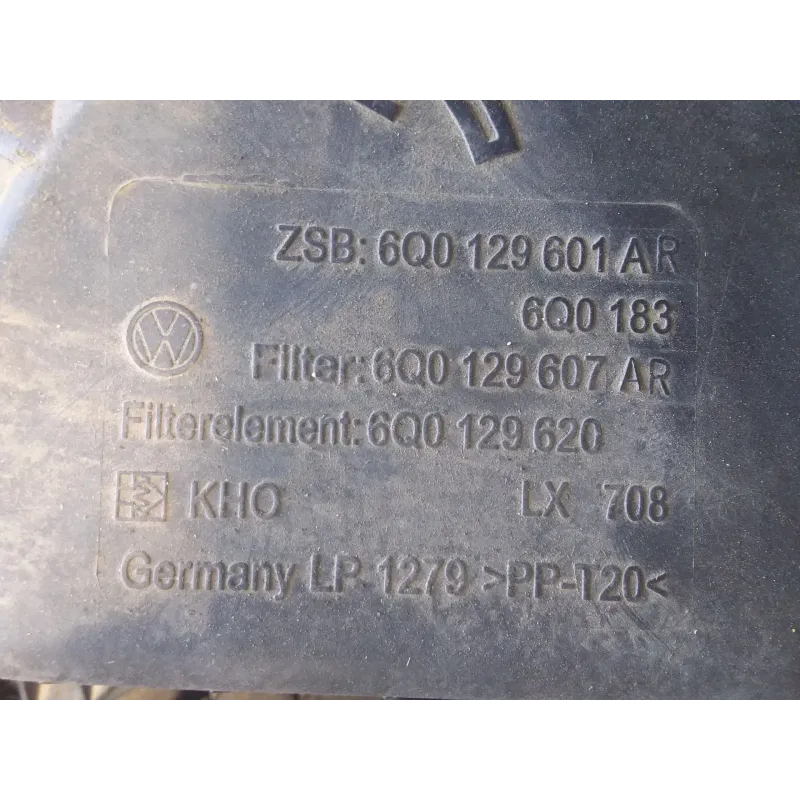 ZSB: 6Q0 129 601 AR
6Q0 183
Filter: 6Q0 129 607 AR
Filterelement: 6Q0 129 620
KHO LX 708
Germany LP 1279 >PP-T20<